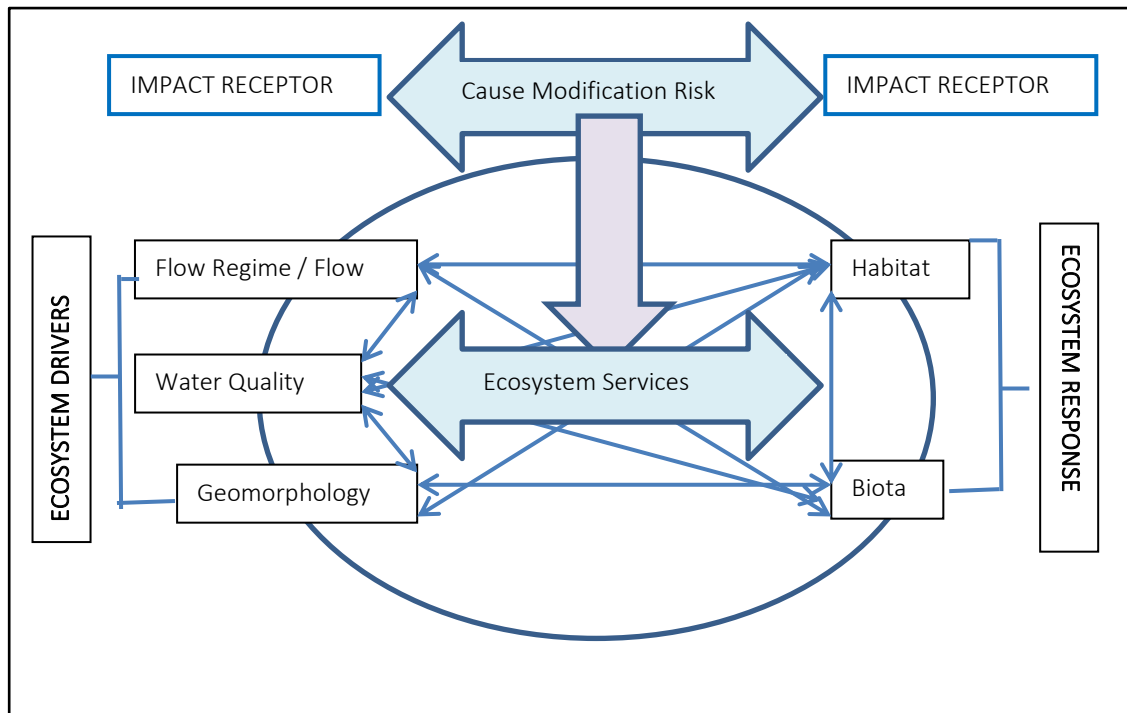 IMPACT RECEPTOR
Cause Modification Risk
IMPACT RECEPTOR
Flow Regime / Flow
Habitat
ECOSYSTEM DRIVERS
Water Quality
Ecosystem Services
ECOSYSTEM RESPONSE
Geomorphology
Biota